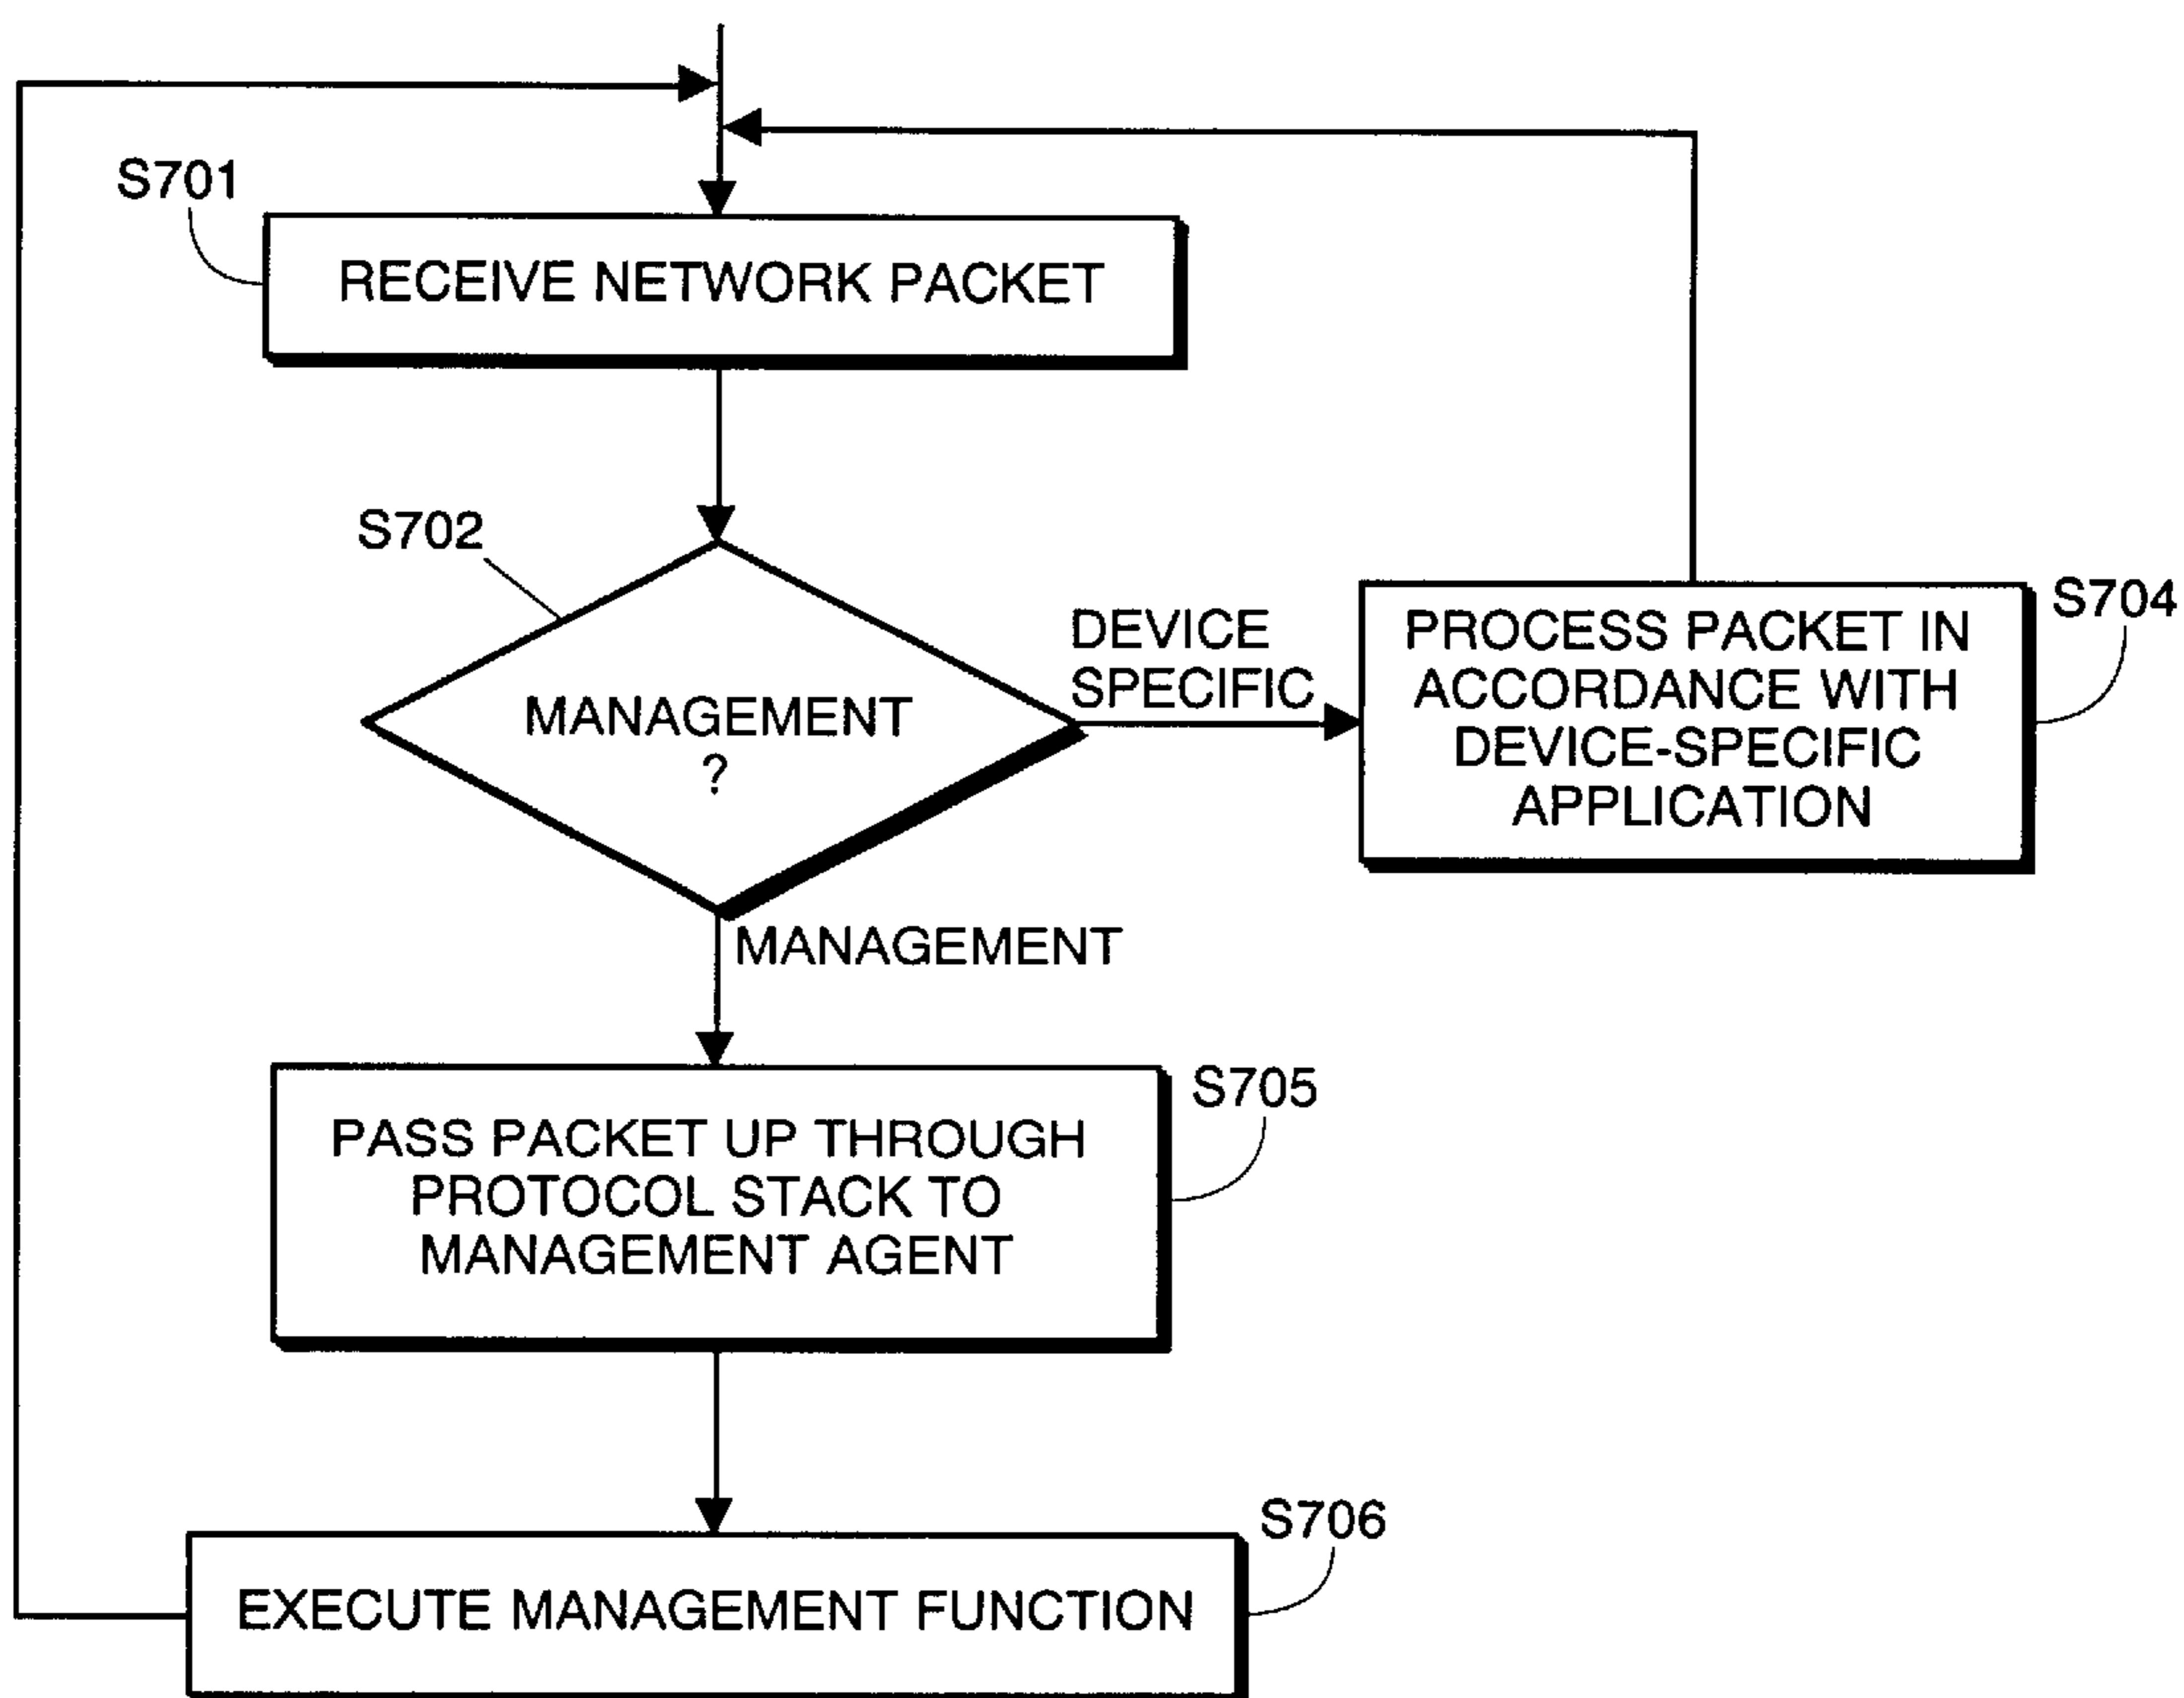 S701
RECEIVE NETWORK PACKET
S702
MANAGEMENT
?
DEVICE
SPECIFIC
PROCESS PACKET IN
ACCORDANCE WITH
DEVICE-SPECIFIC
APPLICATION
S704
MANAGEMENT
PASS PACKET UP THROUGH
PROTOCOL STACK TO
MANAGEMENT AGENT
S705
EXECUTE MANAGEMENT FUNCTION
S706